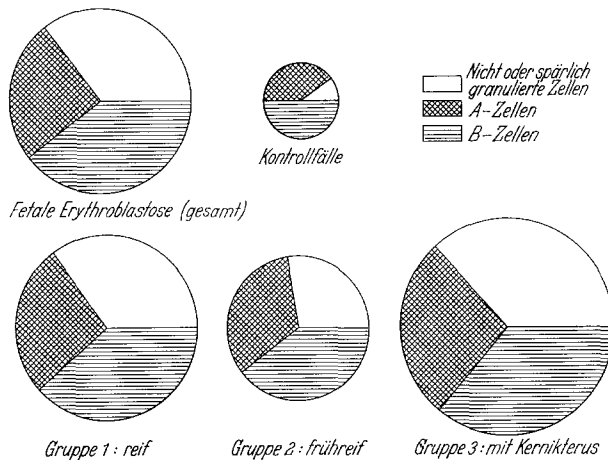 Nicht oder spärlich
granulierte Zellen
A-Zellen
B-Zellen
Kontrollfälle
Fetale Erythroblastose (gesamt)
Gruppe 1: reif
Gruppe 2: frühreif
Gruppe 3: mit Kernikterus